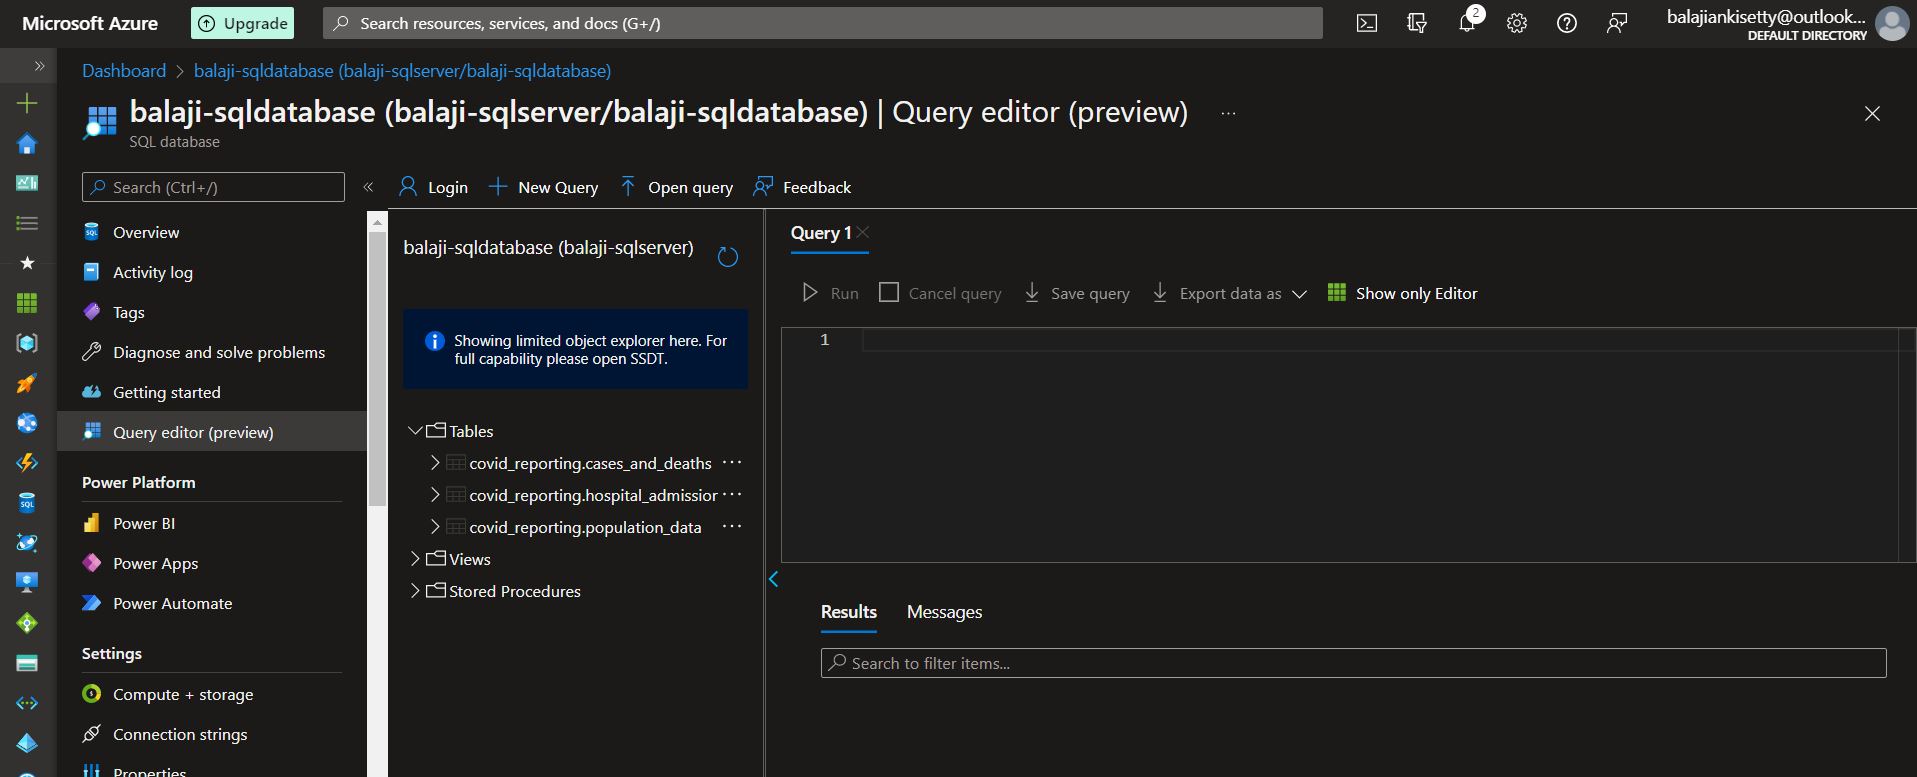 Microsoft Azure
Upgrade
Search resources, services, and docs (G+/)
2
balajiankisetty@outlook...
DEFAULT DIRECTORY
Dashboard > balaji-sqldatabase (balaji-sqlserver/balaji-sqldatabase)
balaji-sqldatabase (balaji-sqlserver/balaji-sqldatabase) | Query editor (preview) ...
SQL database
Search (Ctrl+/)
Overview
Activity log
Tags
Diagnose and solve problems
Getting started
Query editor (preview)
Power Platform
Power BI
Power Apps
Power Automate
Settings
Compute + storage
Connection strings
Properties
Login
New Query
Open query
Feedback
balaji-sqldatabase (balaji-sqlserver)
Showing limited object explorer here. For
full capability please open SSDT.
Tables
covid_reporting.cases_and_deaths ...
covid_reporting.hospital_admission ...
covid_reporting.population_data ...
Views
Stored Procedures
Query 1
Run
Cancel query
Save query
Export data as
Show only Editor
1
Results
Messages
Search to filter items...